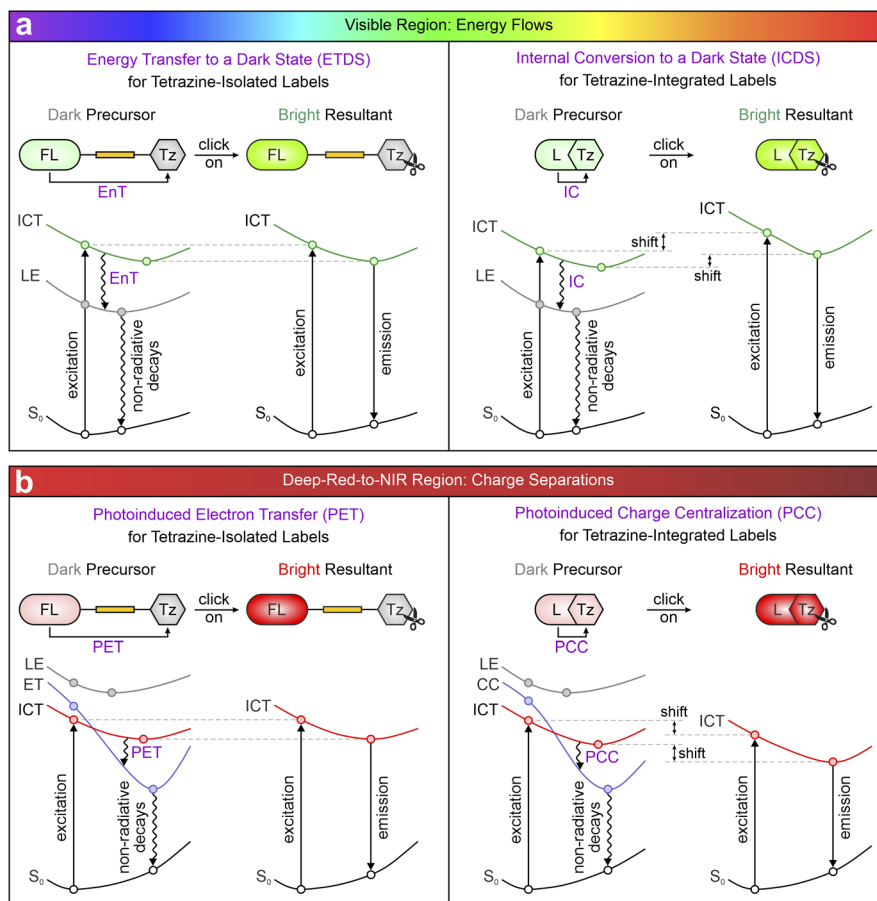 a
Visible Region: Energy Flows
Energy Transfer to a Dark State (ETDS)
for Tetrazine-Isolated Labels
Dark Precursor
Bright Resultant
FL
Tz
click
on
FL
Tz
EnT
ICT
LE
EnT
excitation
non-radiative
decays
excitation
emission
S₀
Internal Conversion to a Dark State (ICDS)
for Tetrazine-Integrated Labels
Dark Precursor
Bright Resultant
L
Tz
click
on
L
Tz
IC
ICT
ICT
shift
LE
IC
shift
excitation
non-radiative
decays
excitation
emission
S₀
b
Deep-Red-to-NIR Region: Charge Separations
Photoinduced Electron Transfer (PET)
for Tetrazine-Isolated Labels
Dark Precursor
Bright Resultant
FL
Tz
click
on
FL
Tz
PET
LE
ET
ICT
ICT
PET
excitation
non-radiative
decays
excitation
emission
S₀
Photoinduced Charge Centralization (PCC)
for Tetrazine-Integrated Labels
Dark Precursor
Bright Resultant
L
Tz
click
on
L
Tz
PCC
LE
CC
ICT
shift
ICT
PCC
shift
excitation
non-radiative
decays
excitation
emission
S₀